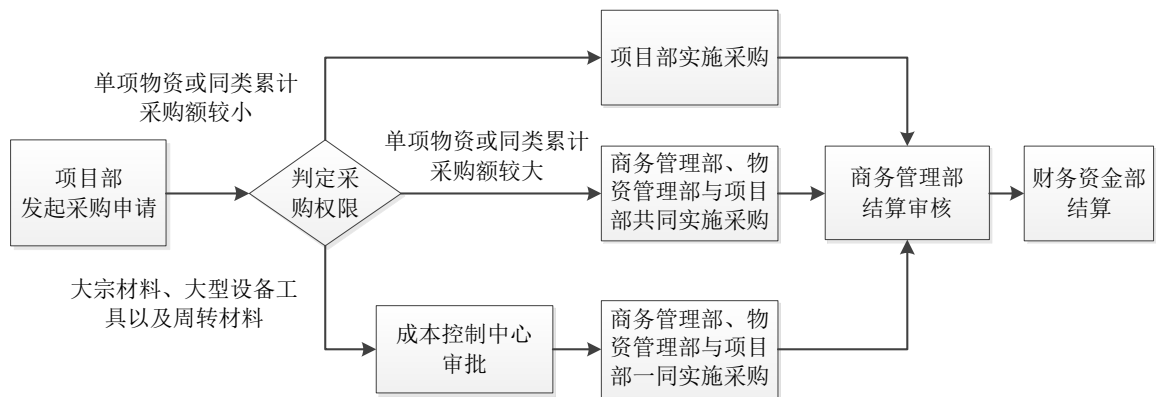 项目部实施采购
单项物资或同类累计
采购额较小
单项物资或同类累计
采购额较大
项目部
发起采购申请
判定采
购权限
商务管理部、物
资管理部与项目
部共同实施采购
商务管理部
结算审核
财务资金部
结算
大宗材料、大型设备工
具以及周转材料
成本控制中心
审批
商务管理部、物
资管理部与项目
部一同实施采购